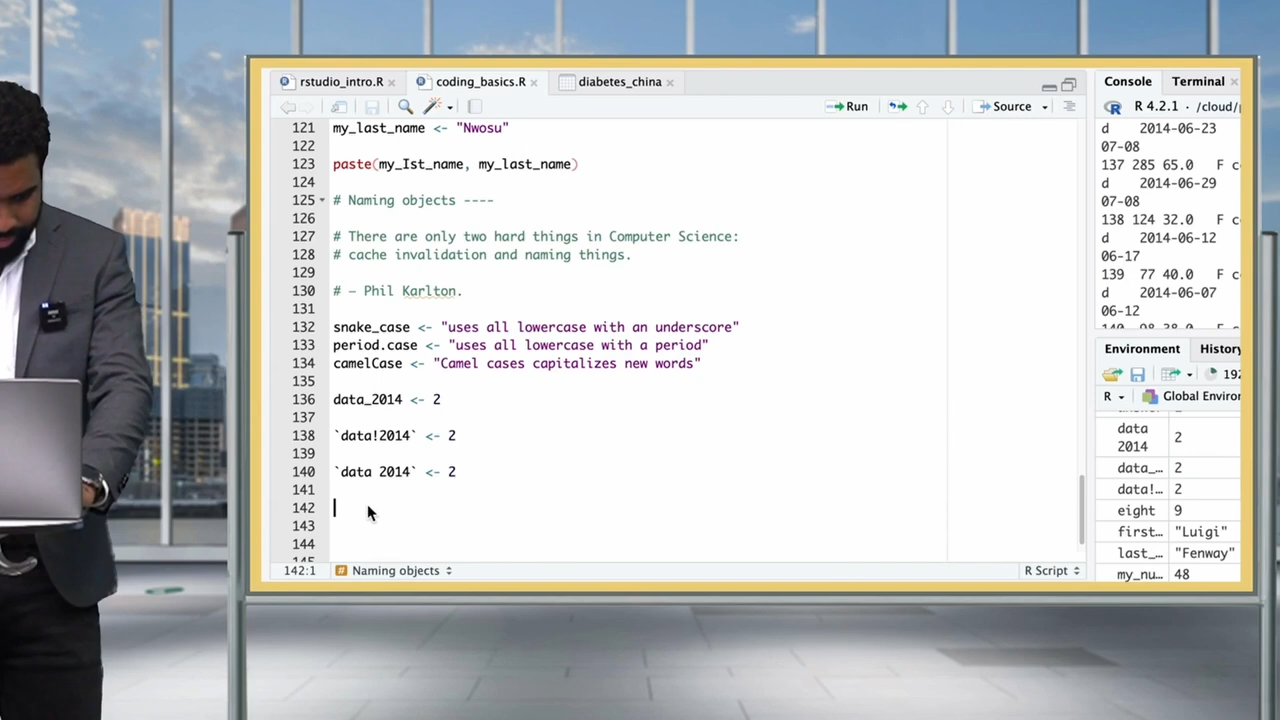 rstudio_intro.R
coding_basics.R
diabetes_china
Run
Source
121 my_last_name <- "Nwosu"
122
123 paste(my_Ist_name, my_last_name)
124
125 # Naming objects ----
126
127 # There are only two hard things in Computer Science:
128 # cache invalidation and naming things.
129
130 # – Phil Karlton.
131
132 snake_case <- "uses all lowercase with an underscore"
133 period.case <- "uses all lowercase with a period"
134 camelCase <- "Camel cases capitalizes new words"
135
136 data_2014 <- 2
137
138 `data!2014` <- 2
139
140 `data 2014` <- 2
141
142
143
144
142:1 Naming objects
R Script
Console Terminal
R 4.2.1 · /cloud/
d 2014-06-23
07-08
137 285 65.0 F
d 2014-06-29
07-08
138 124 32.0 F
d 2014-06-12
06-17
139 77 40.0 F
d 2014-06-07
06-12
Environment History
192
R Global Enviror
data 2014 2
data_… 2
data!… 2
eight 9
first… "Luigi"
last_… "Fenway"
my_nu… 48